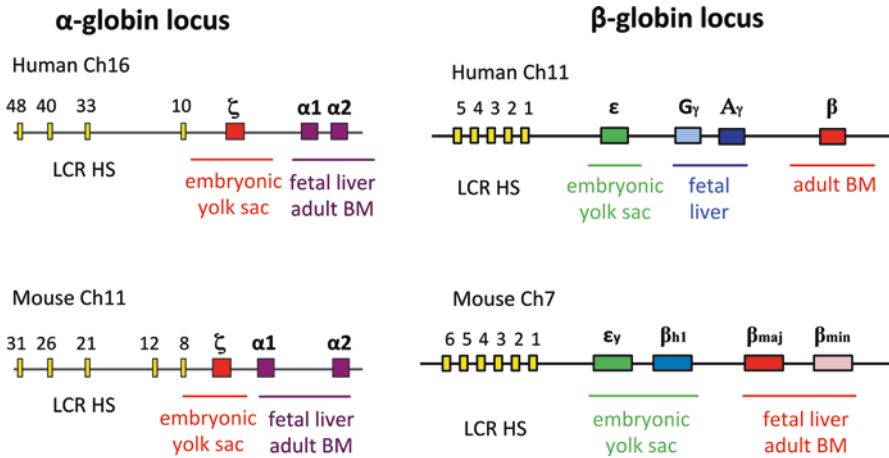 α-globin locus
Human Ch16
48 40 33 10 ζ α1 α2
LCR HS
embryonic
yolk sac
fetal liver
adult BM
β-globin locus
Human Ch11
5 4 3 2 1 ε Gγ Aγ β
LCR HS
embryonic
yolk sac
fetal
liver
adult BM
Mouse Ch11
31 26 21 12 8 ζ α1 α2
LCR HS
embryonic
yolk sac
fetal liver
adult BM
Mouse Ch7
6 5 4 3 2 1 εy βh1 βmaj βmin
LCR HS
embryonic
yolk sac
fetal liver
adult BM